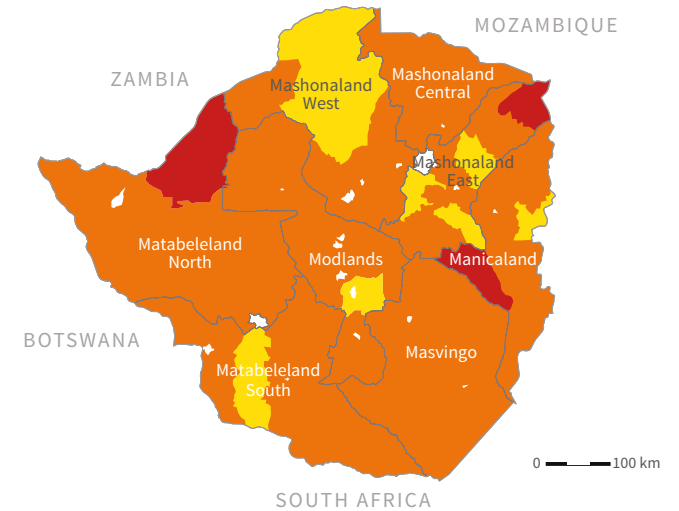 MOZAMBIQUE
ZAMBIA
Mashonaland
Central
Mashonaland
West
Mashonaland
East
Matabeleland
North
Modlands
Manicaland
BOTSWANA
Masvingo
Matabeleland
South
0 100 km
SOUTH AFRICA